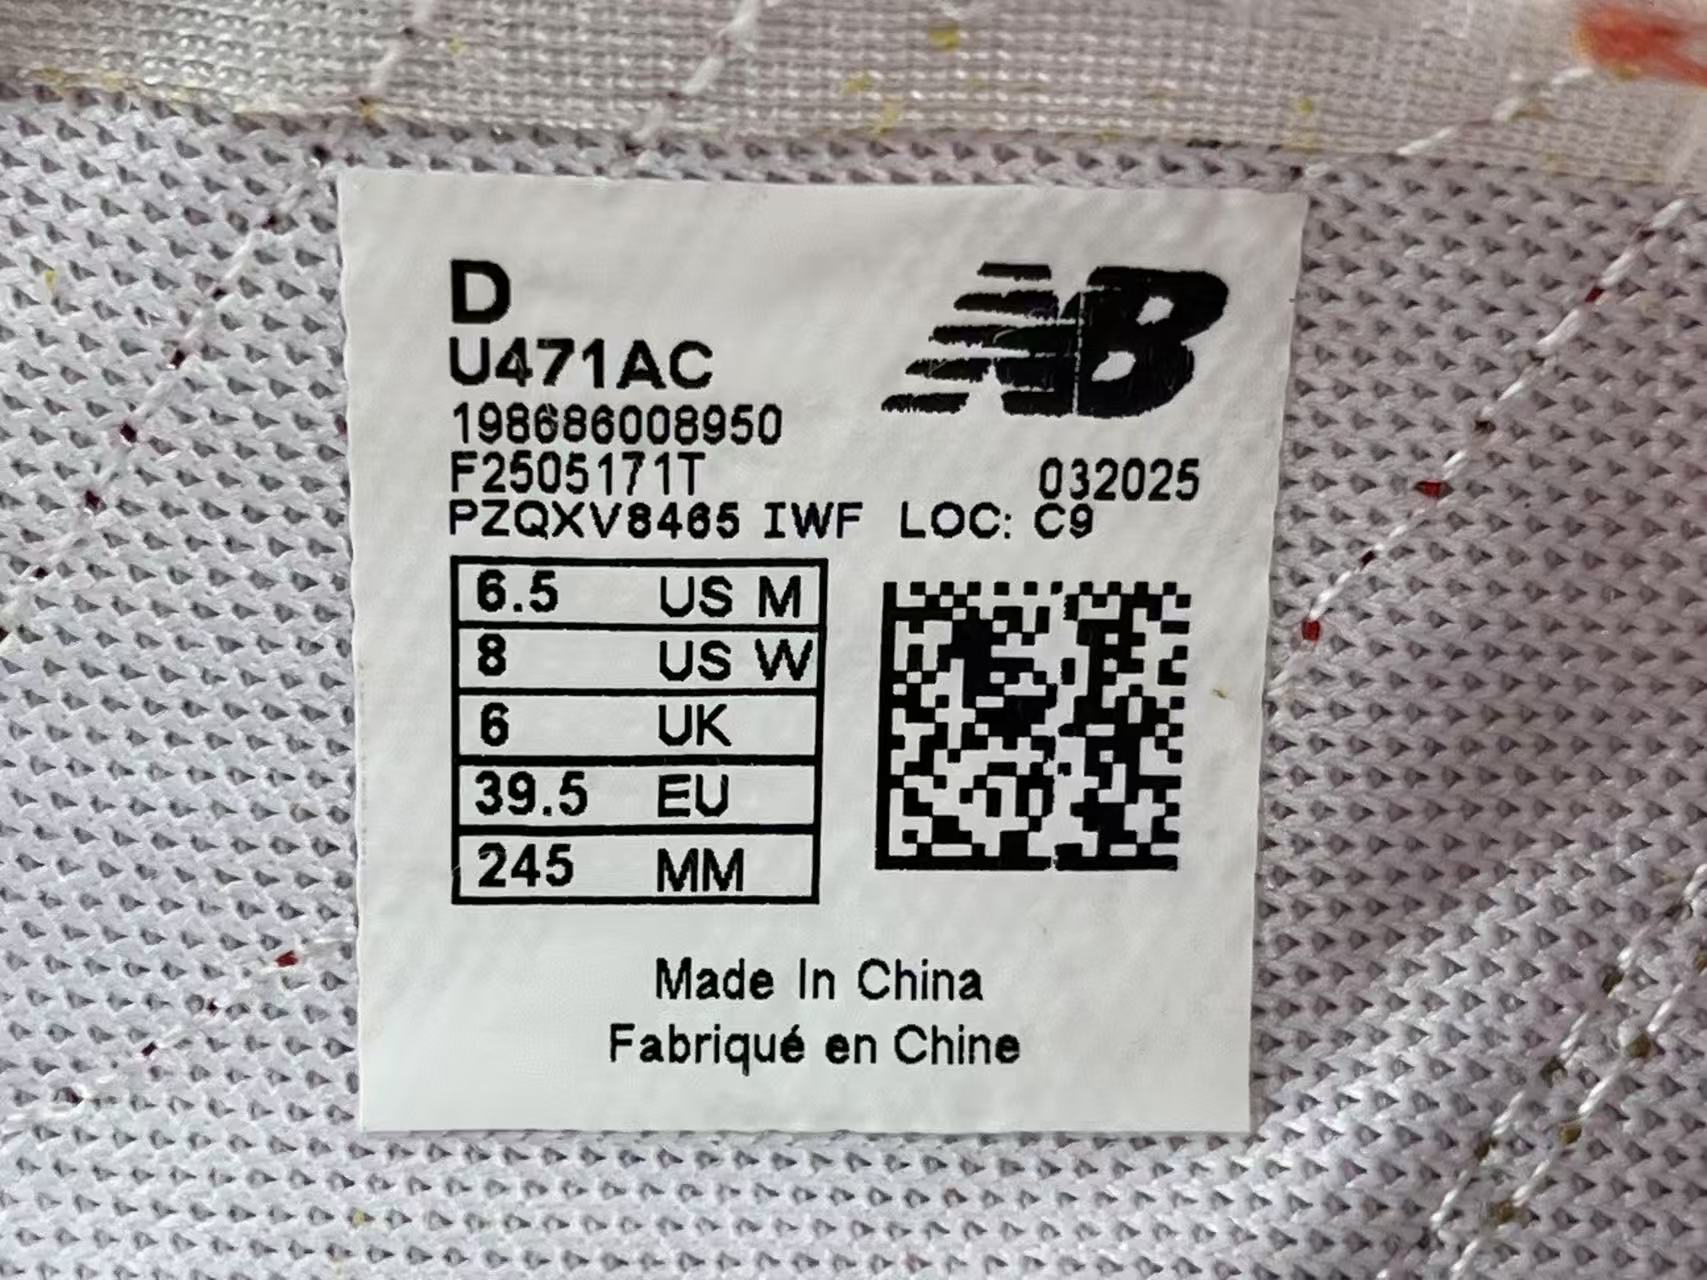 D
NB
U471AC
198686008950
F2505171T 032025
PZQXV8465 IWF LOC: C9
6.5 US M
8 US W
6 UK
39.5 EU
245 MM
Made In China
Fabriqué en Chine